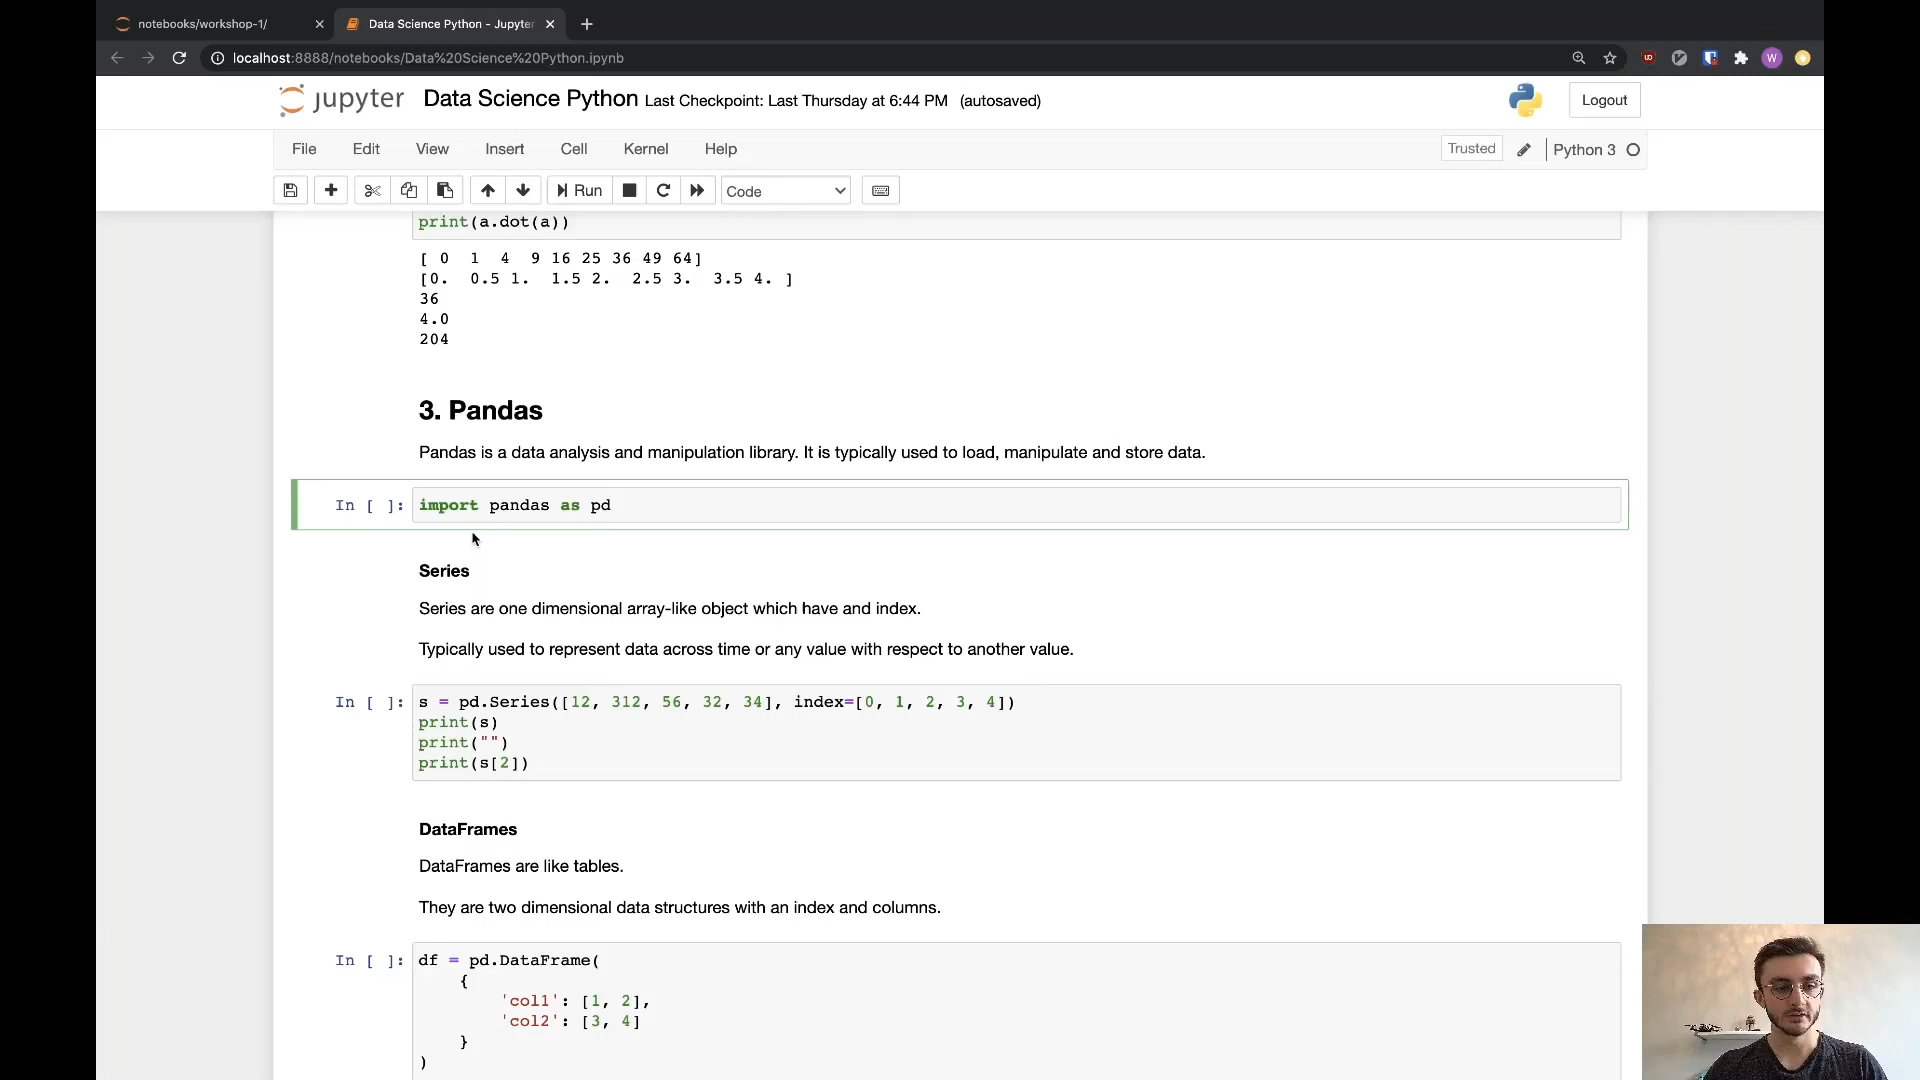 notebooks/workshop-1/
Data Science Python - Jupyter
localhost:8888/notebooks/Data%20Science%20Python.ipynb
W
jupyter Data Science Python Last Checkpoint: Last Thursday at 6:44 PM (autosaved)
Logout
File Edit View Insert Cell Kernel Help
Trusted
Python 3
Run
Code
print(a.dot(a))
[ 0  1  4  9 16 25 36 49 64]
[0.  0.5 1.  1.5 2.  2.5 3.  3.5 4. ]
36
4.0
204
3. Pandas
Pandas is a data analysis and manipulation library. It is typically used to load, manipulate and store data.
In [ ]: import pandas as pd
Series
Series are one dimensional array-like object which have and index.
Typically used to represent data across time or any value with respect to another value.
In [ ]: s = pd.Series([12, 312, 56, 32, 34], index=[0, 1, 2, 3, 4])
print(s)
print("")
print(s[2])
DataFrames
DataFrames are like tables.
They are two dimensional data structures with an index and columns.
In [ ]: df = pd.DataFrame(
{
'col1': [1, 2],
'col2': [3, 4]
}
)